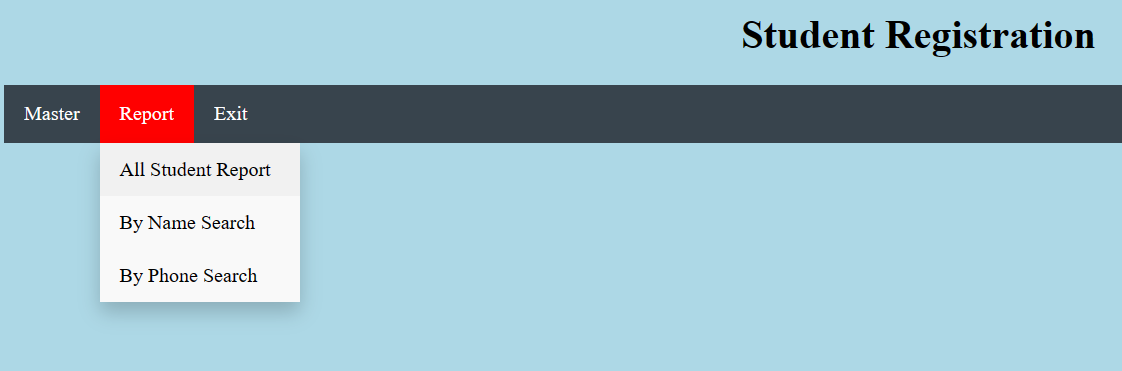 Student Registration
Master Report Exit
All Student Report
By Name Search
By Phone Search